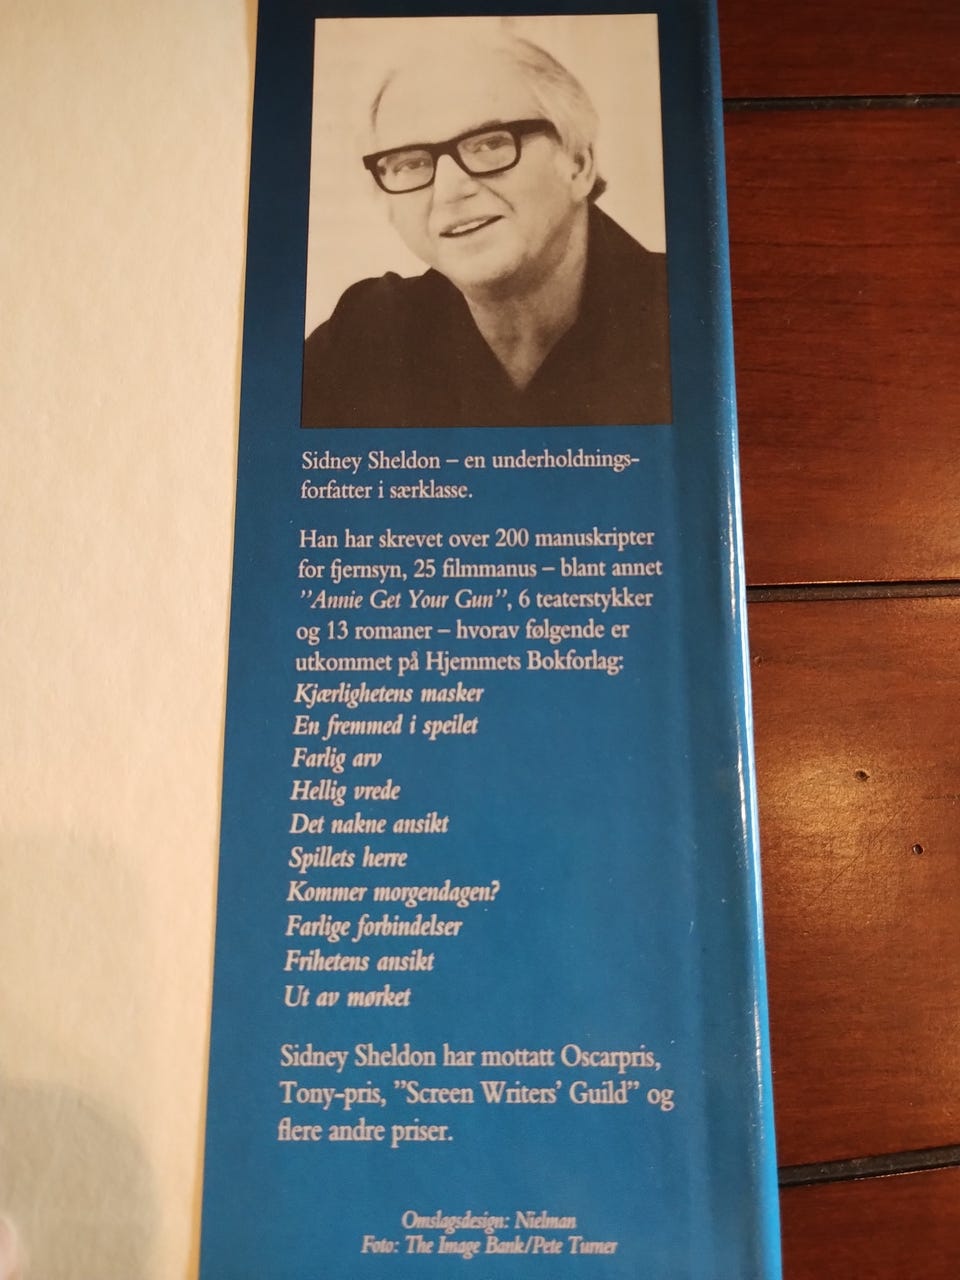 Sidney Sheldon – en underholdnings-
forfatter i særklasse.
Han har skrevet over 200 manuskripter
for fjernsyn, 25 filmmanus – blant annet
”Annie Get Your Gun”, 6 teaterstykker
og 13 romaner – hvorav følgende er
utkommet på Hjemmets Bokforlag:
Kjærlighetens masker
En fremmed i speilet
Farlig arv
Hellig vrede
Det nakne ansikt
Spillets herre
Kommer morgendagen?
Farlige forbindelser
Frihetens ansikt
Ut av mørket
Sidney Sheldon har mottatt Oscarpris,
Tony-pris, ”Screen Writers’ Guild” og
flere andre priser.
Omslagsdesign: Nielman
Foto: The Image Bank/Pete Turner